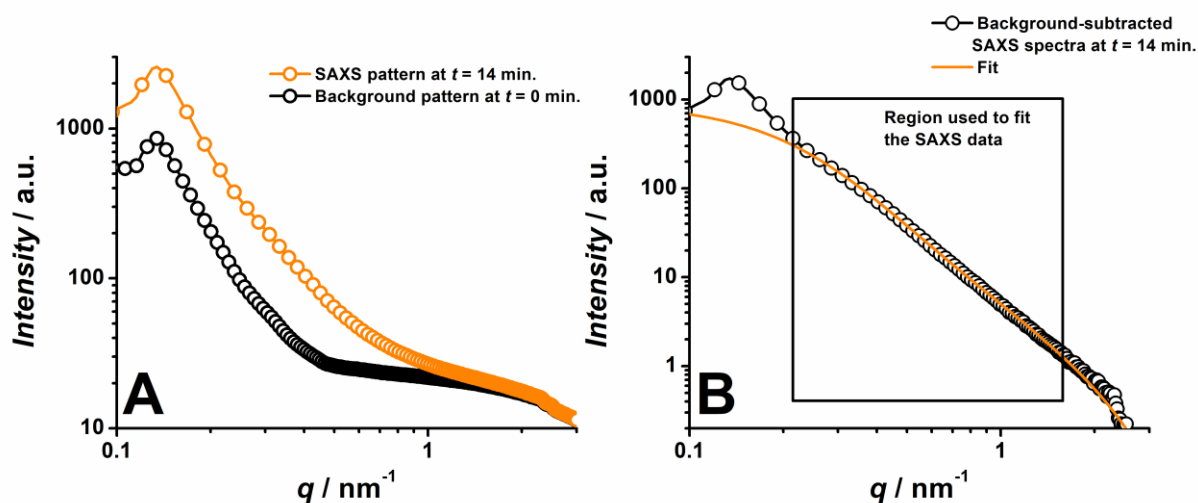 SAXS pattern at t = 14 min.
Background pattern at t = 0 min.
1000
100
10
0.1
1
Intensity / a.u.
q / nm⁻¹
A
Background-subtracted
SAXS spectra at t = 14 min.
Fit
Region used to fit
the SAXS data
1000
100
10
1
0.1
1
Intensity / a.u.
q / nm⁻¹
B